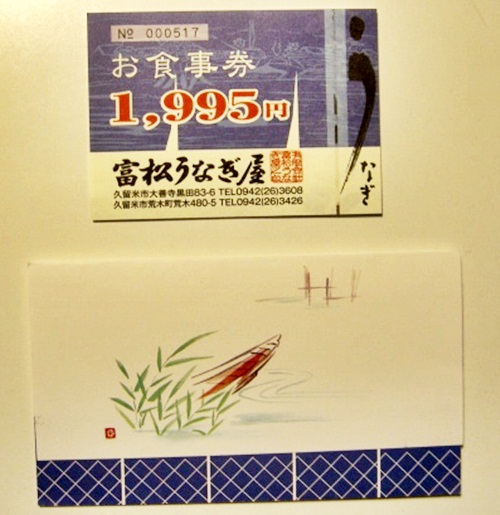 № 000517
お食事券
1,995円
富松うなぎ屋
久留米市大善寺黒田83-6 TEL0942(26)3608
久留米市荒木町荒木480-5 TEL0942(26)3426
うなぎ